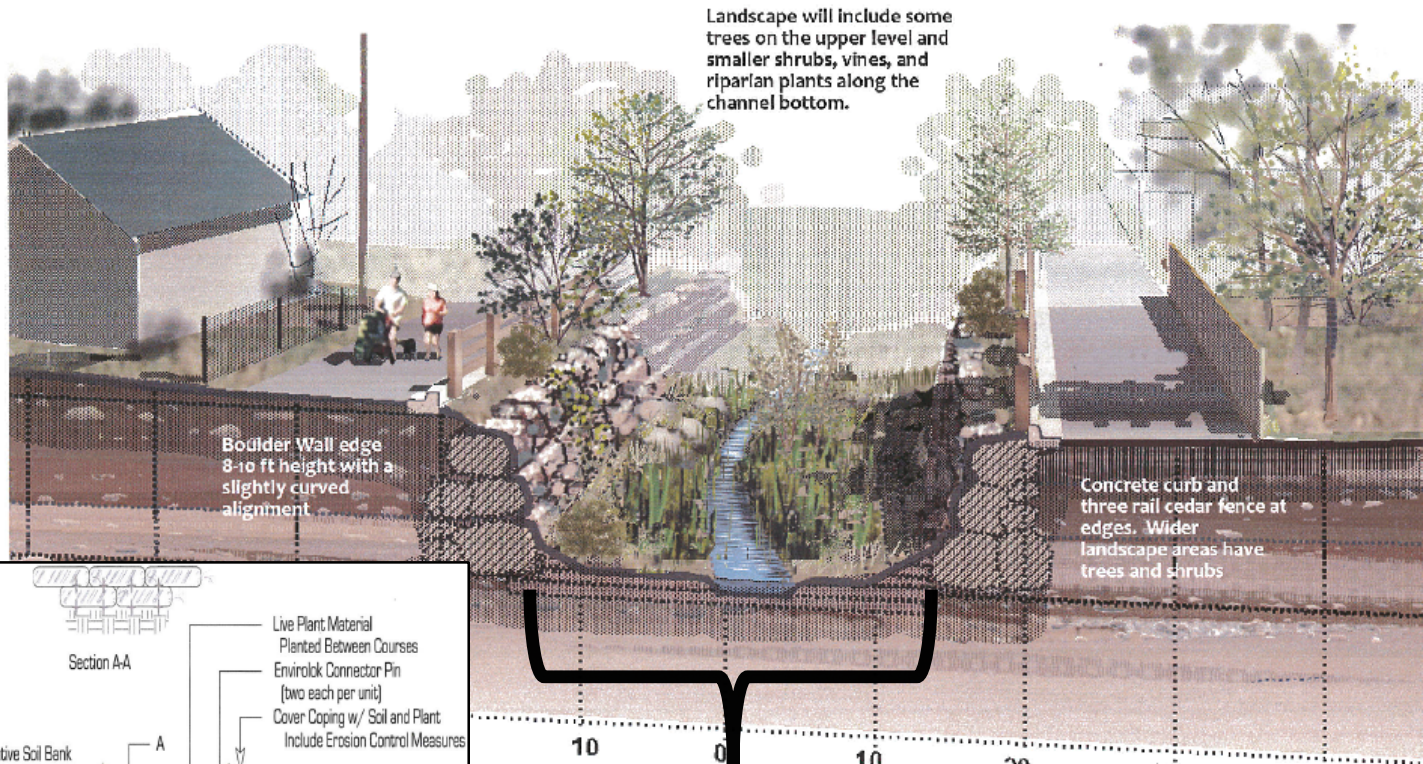 Landscape will include some
trees on the upper level and
smaller shrubs, vines, and
riparian plants along the
channel bottom.
Boulder Wall edge
8-10 ft height with a
slightly curved
alignment
Concrete curb and
three rail cedar fence at
edges. Wider
landscape areas have
trees and shrubs
Section A-A
Live Plant Material
Planted Between Courses
Envirolok Connector Pin
(two each per unit)
Cover Coping w/ Soil and Plant
Include Erosion Control Measures
A
Soil Bank
10
0
10